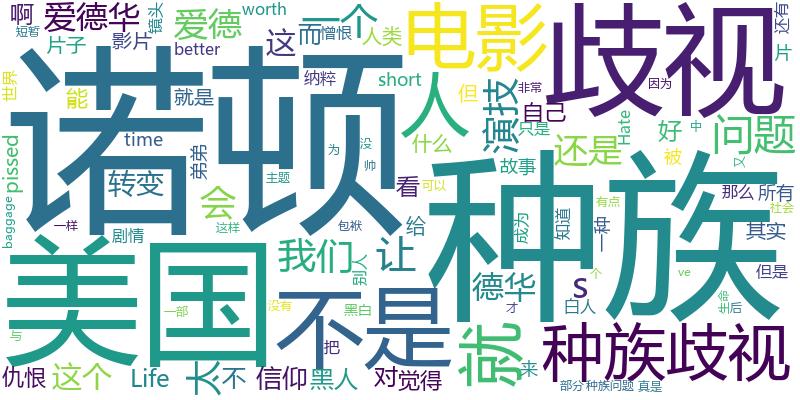 啊 爱德华 爱德 worth 一个 镜头 电影 歧视 还有
短暂 片子 影片 better 这 而 憎恨 人类 片
世界 能 就是 诺顿 纳粹 short 人 演技 但 非常 因为 自己 Hate 中 问题
pissed time 弟弟 转变 什么 只是 好 被 又
baggage 会 主题 为 没 帅 看 故事 还是 种族 可以 有点 那么 所有
一样 剧情 这样 包袱 给 成为 知道 一种 社会 其实
美国 我们 别人 让 德华 s 白人 个 ve 但是 生命 后
与 一部 没有 不是 黑白 才
仇恨 这个 Life 太 不 信仰 把 黑人 对 觉得 就 来 种族歧视
部分 种族问题 真是